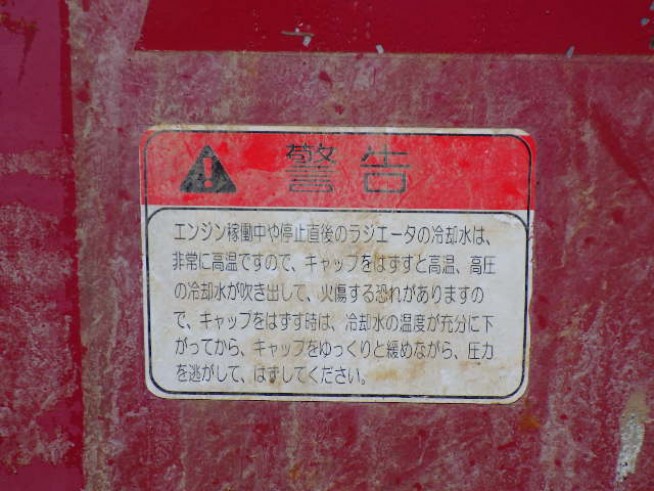 警告
エンジン稼働中や停止直後のラジエータの冷却水は、
非常に高温ですので、キャップをはずすと高温、高圧
の冷却水が吹き出して、火傷する恐れがありますの
で、キャップをはずす時は、冷却水の温度が充分に下
がってから、キャップをゆっくりと緩めながら、圧力
を逃がして、はずしてください。